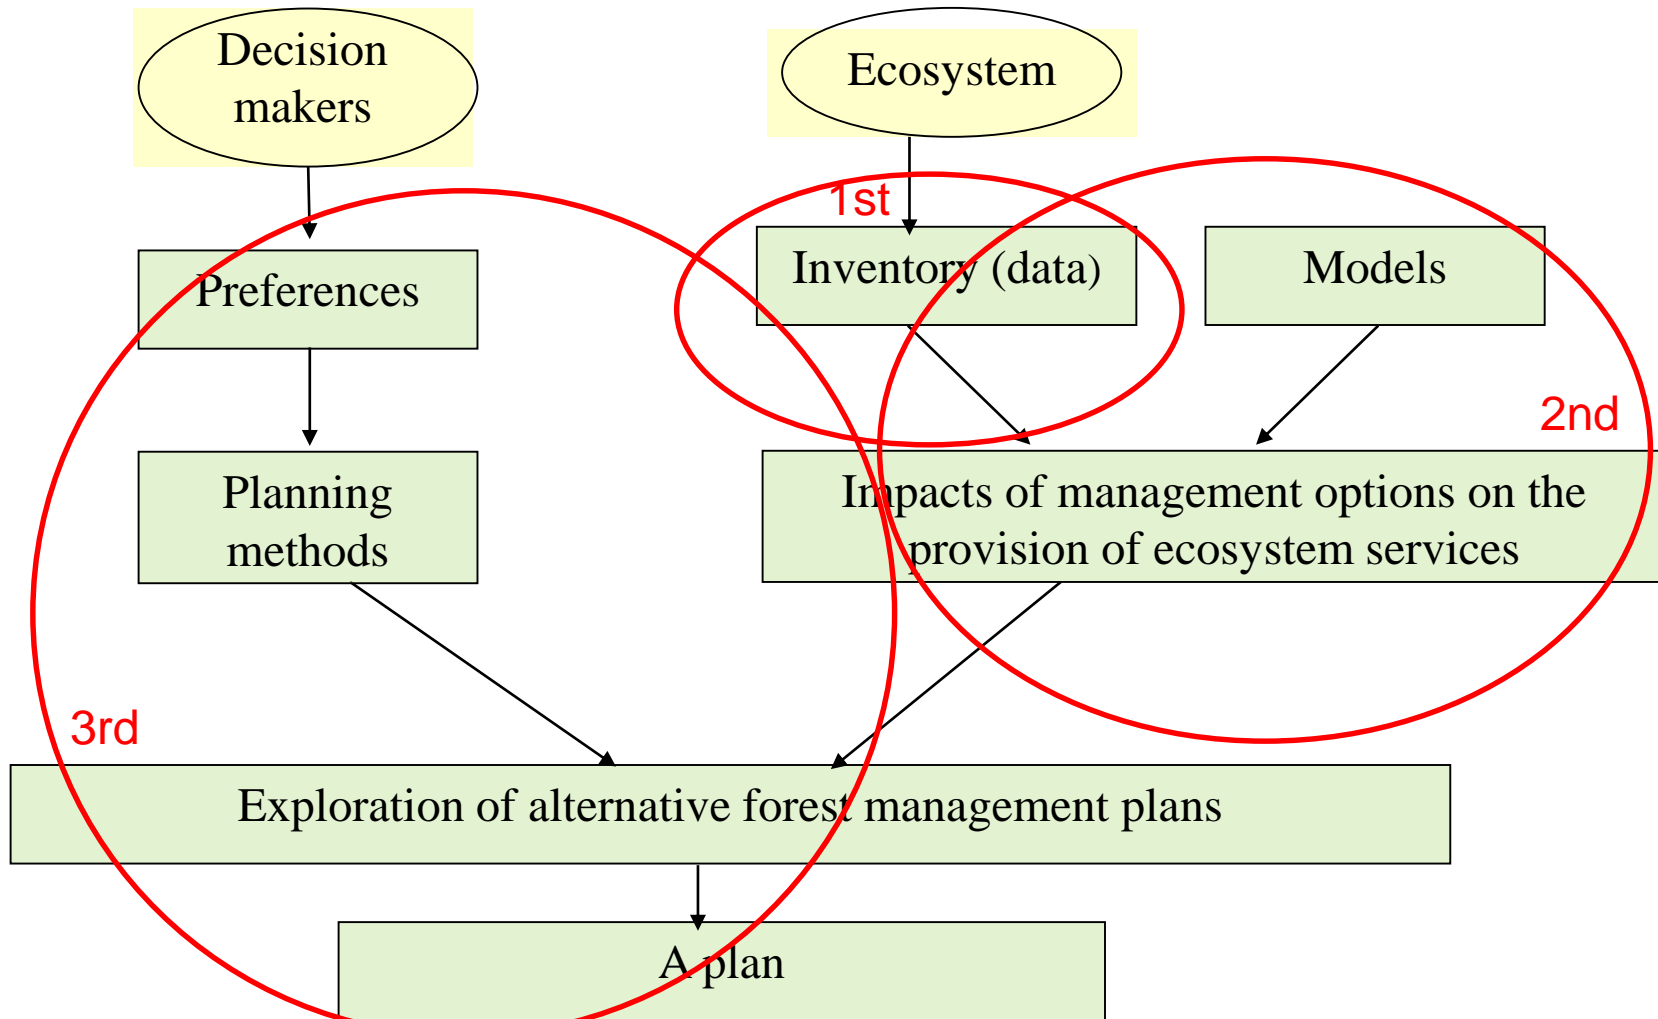 Decision
makers
Ecosystem
1st
Preferences
Inventory (data)
Models
2nd
Planning
methods
Impacts of management options on the
provision of ecosystem services
3rd
Exploration of alternative forest management plans
A plan